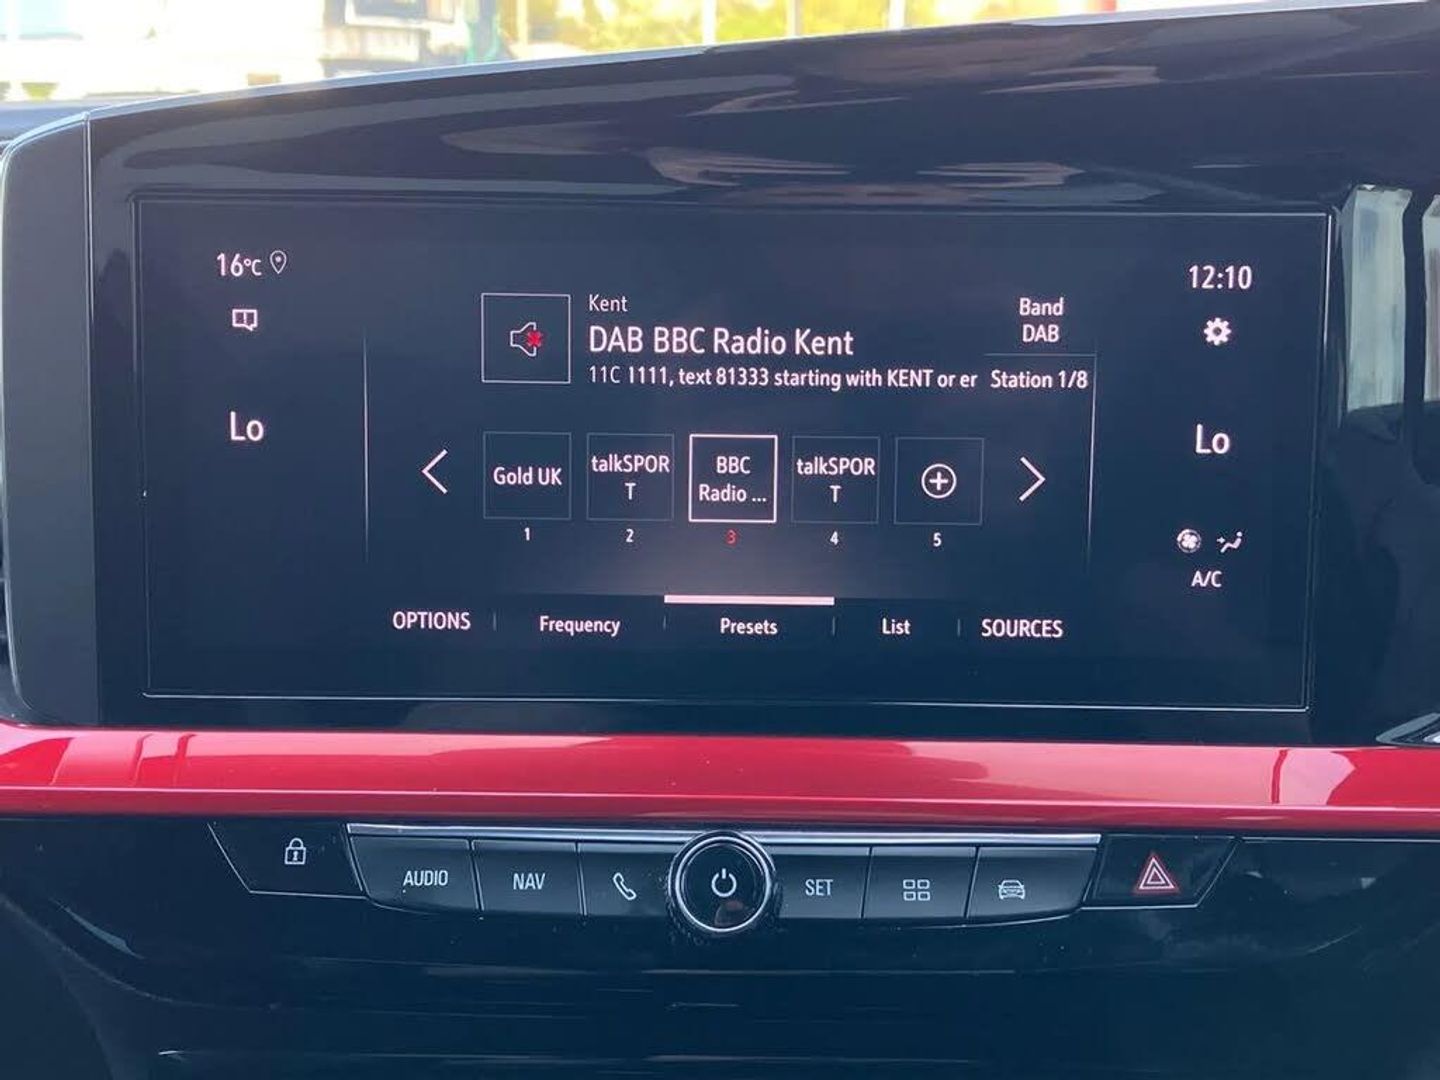 16°C
12:10
Kent
DAB BBC Radio Kent
11C 1111, text 81333 starting with KENT or er
Band
DAB
Station 1/8
Lo
Lo
Gold UK
talkSPOR
T
BBC
Radio ...
talkSPOR
T
1
2
3
4
5
A/C
OPTIONS
Frequency
Presets
List
SOURCES
AUDIO
NAV
SET